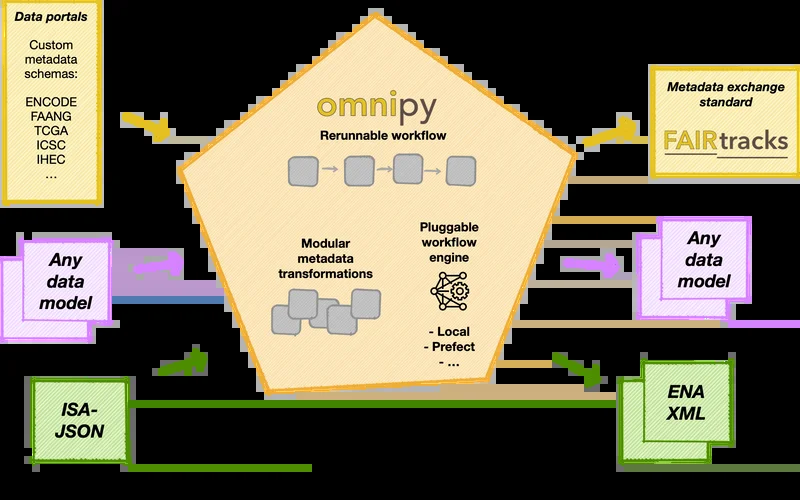 Data portals
Custom
metadata
schemas:
ENCODE
FAANG
TCGA
ICSC
IHEC
...
Any
data
model
ISA-
JSON
omnipy
Rerunnable workflow
Modular
metadata
transformations
Pluggable
workflow
engine
- Local
- Prefect
- ...
Metadata exchange
standard
FAIRtracks
Any
data
model
ENA
XML